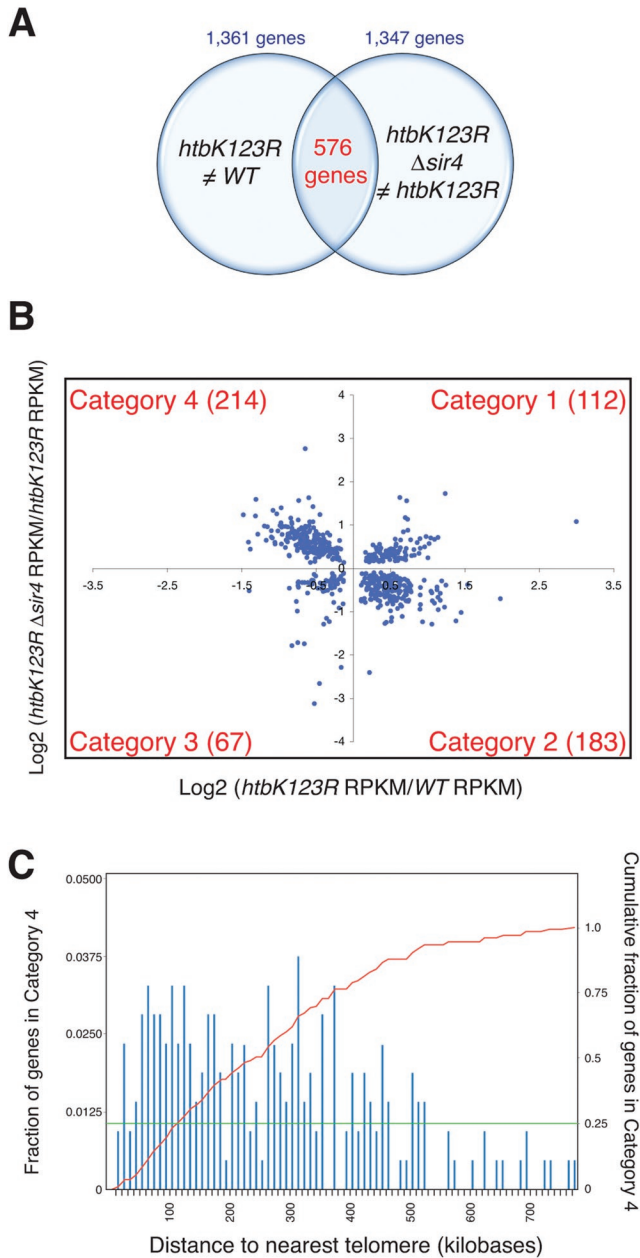 A
1,361 genes
1,347 genes
htbK123R
≠ WT
576
genes
htbK123R
Δsir4
≠ htbK123R
B
Log2 (htbK123R Δsir4 RPKM/htbK123R RPKM)
Category 4 (214)
Category 1 (112)
4
3
2
1
0
-3.5
-2.5
-1.5
-0.5
0.5
1.5
2.5
3.5
-1
-2
-3
-4
Category 3 (67)
Category 2 (183)
Log2 (htbK123R RPKM/WT RPKM)
C
Fraction of genes in Category 4
0.0500
0.0375
0.0250
0.0125
0
Cumulative fraction of genes in Category 4
1.0
0.75
0.5
0.25
0
100
200
300
400
500
600
700
Distance to nearest telomere (kilobases)